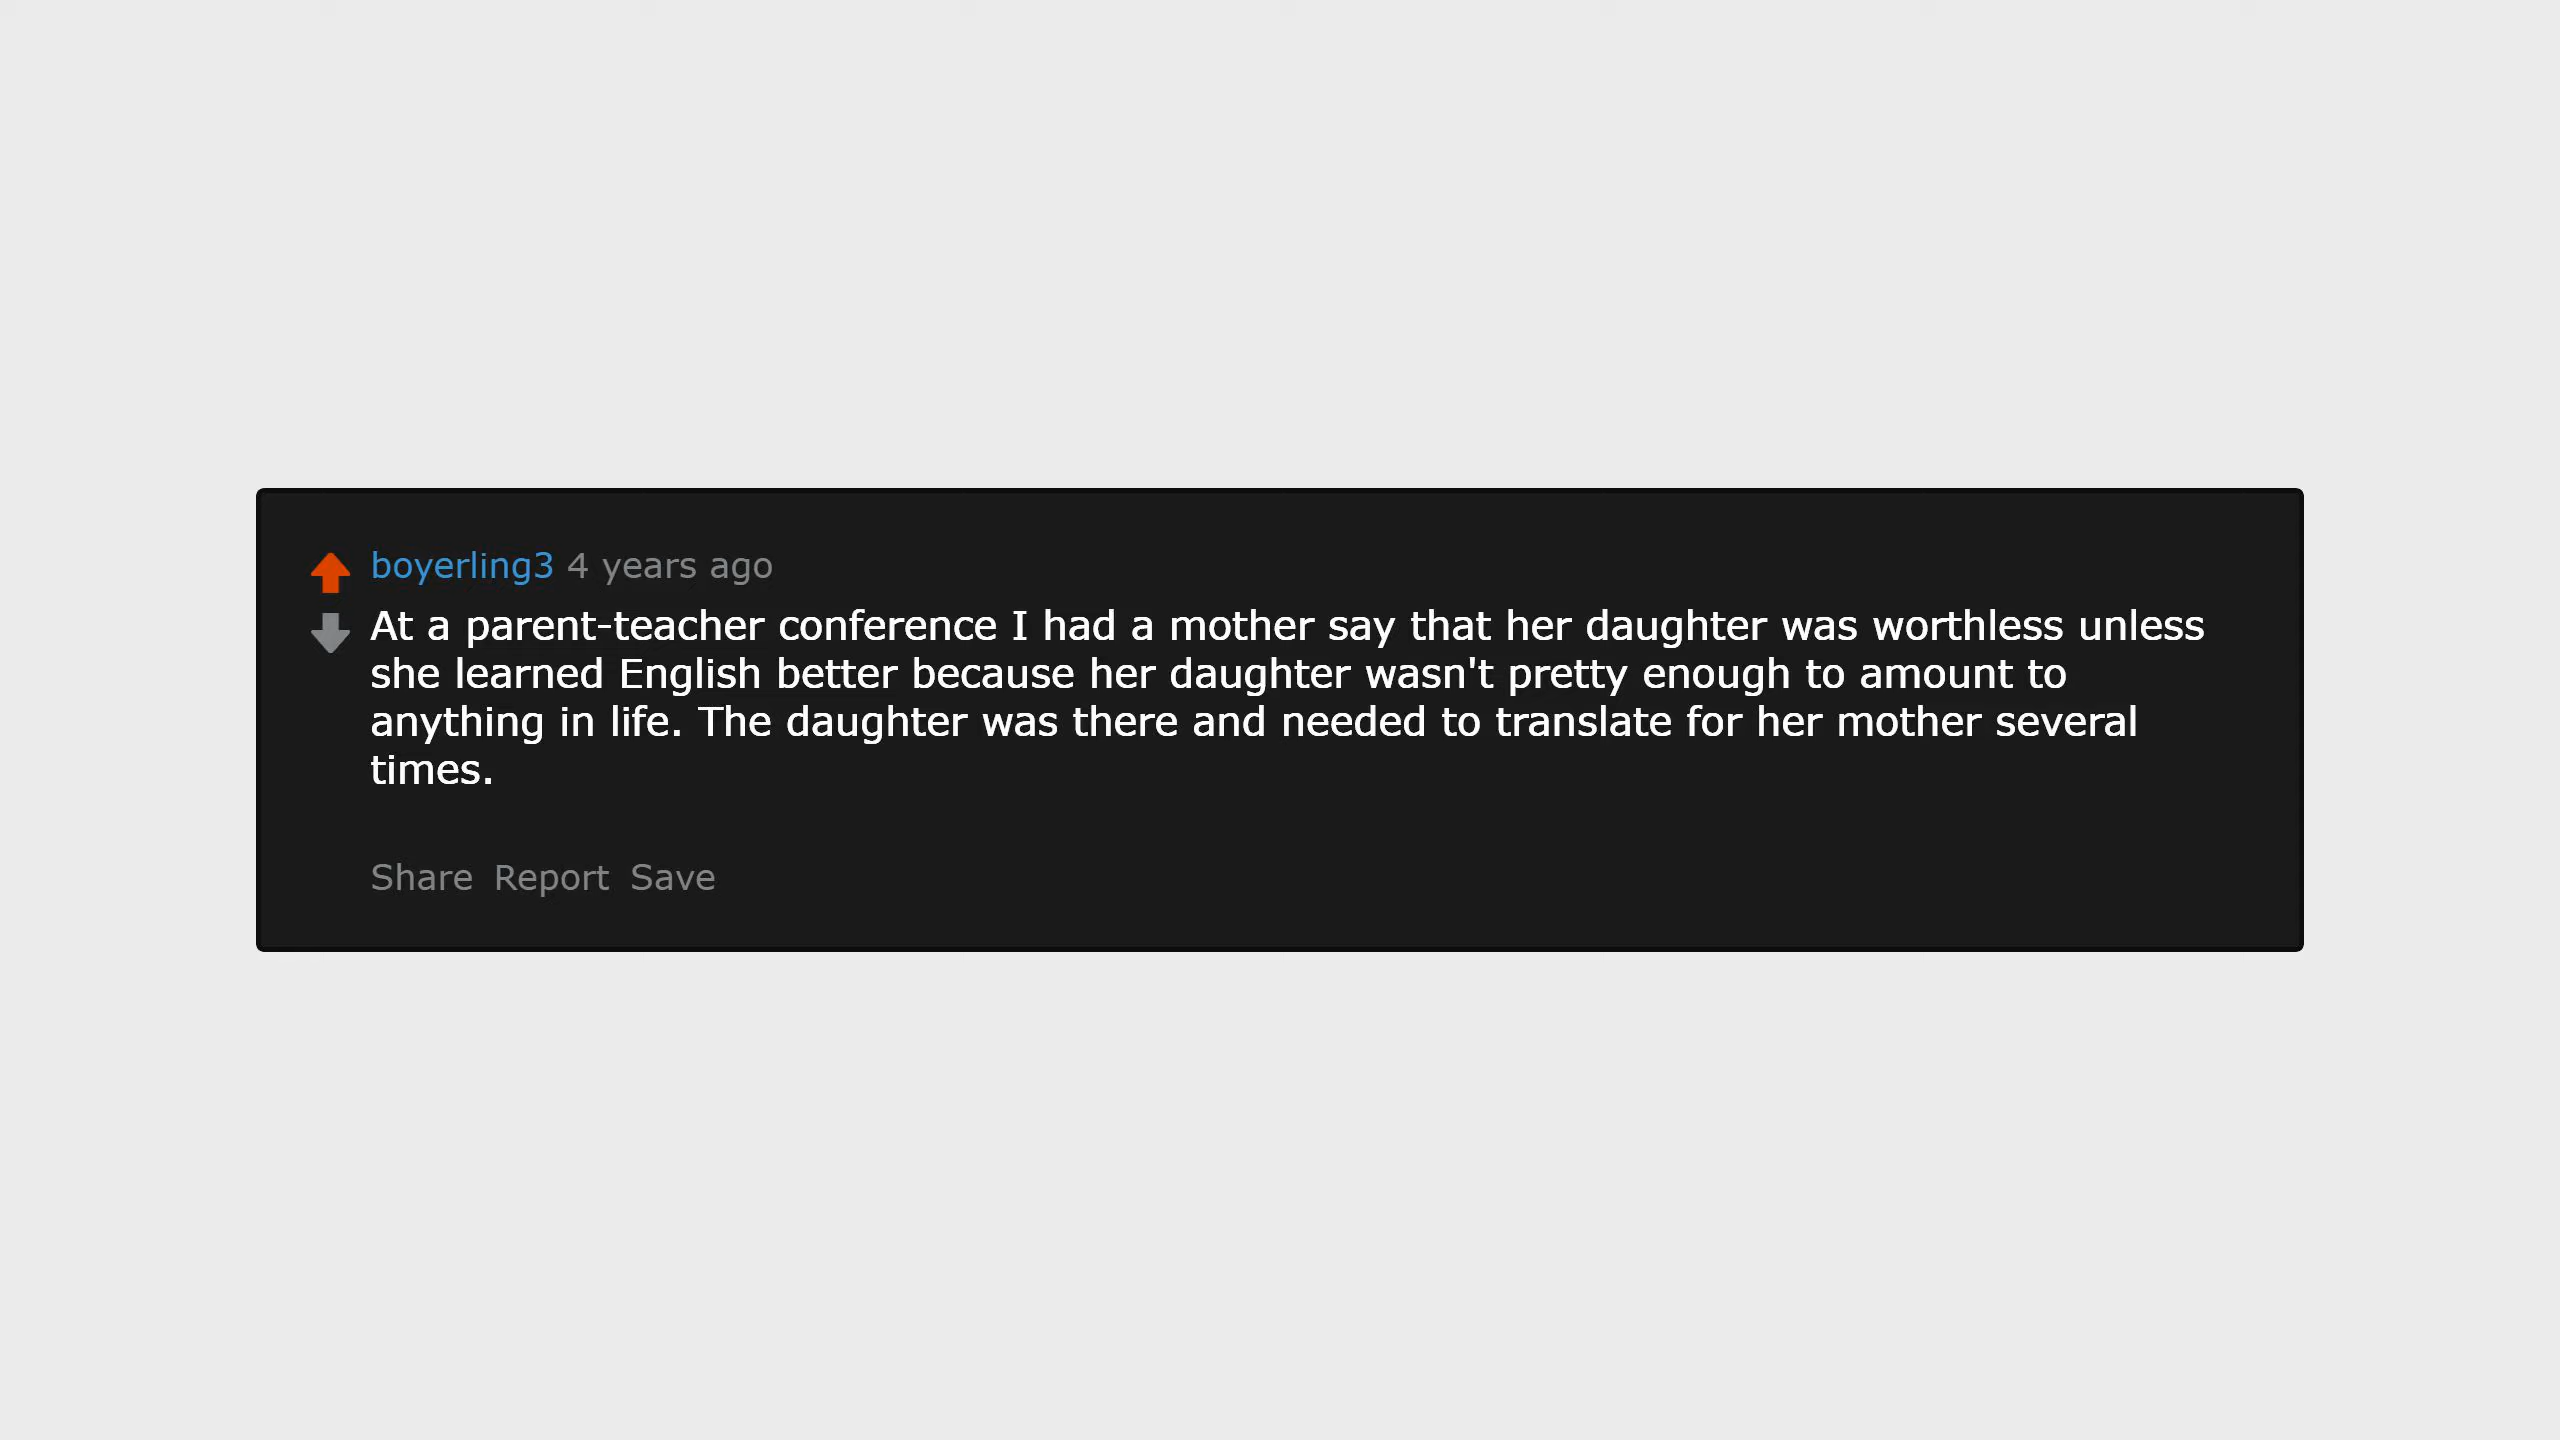 boyerling3 4 years ago
At a parent-teacher conference I had a mother say that her daughter was worthless unless
she learned English better because her daughter wasn't pretty enough to amount to
anything in life. The daughter was there and needed to translate for her mother several
times.
Share Report Save